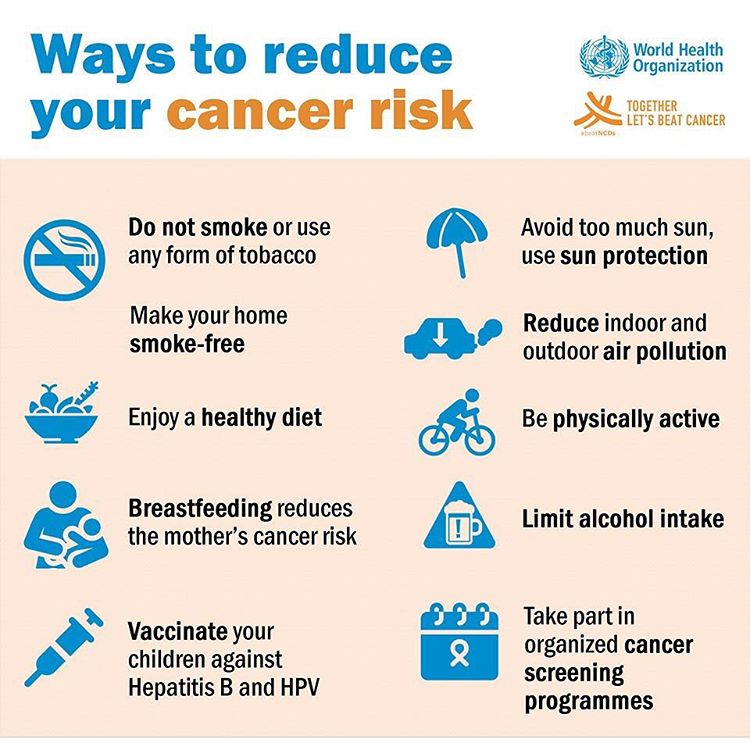 Ways to reduce
your cancer risk
World Health
Organization
TOGETHER
LET'S BEAT CANCER
#beatNCDs
Do not smoke or use
any form of tobacco
Make your home
smoke-free
Enjoy a healthy diet
Breastfeeding reduces
the mother's cancer risk
Vaccinate your
children against
Hepatitis B and HPV
Avoid too much sun,
use sun protection
Reduce indoor and
outdoor air pollution
Be physically active
!
Limit alcohol intake
Take part in
organized cancer
screening
programmes